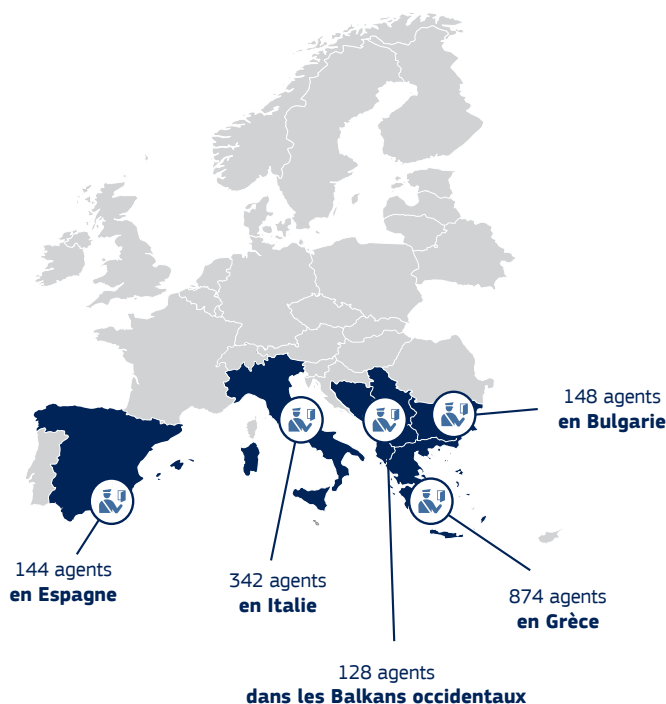 148 agents
en Bulgarie
144 agents
en Espagne
342 agents
en Italie
874 agents
en Grèce
128 agents
dans les Balkans occidentaux